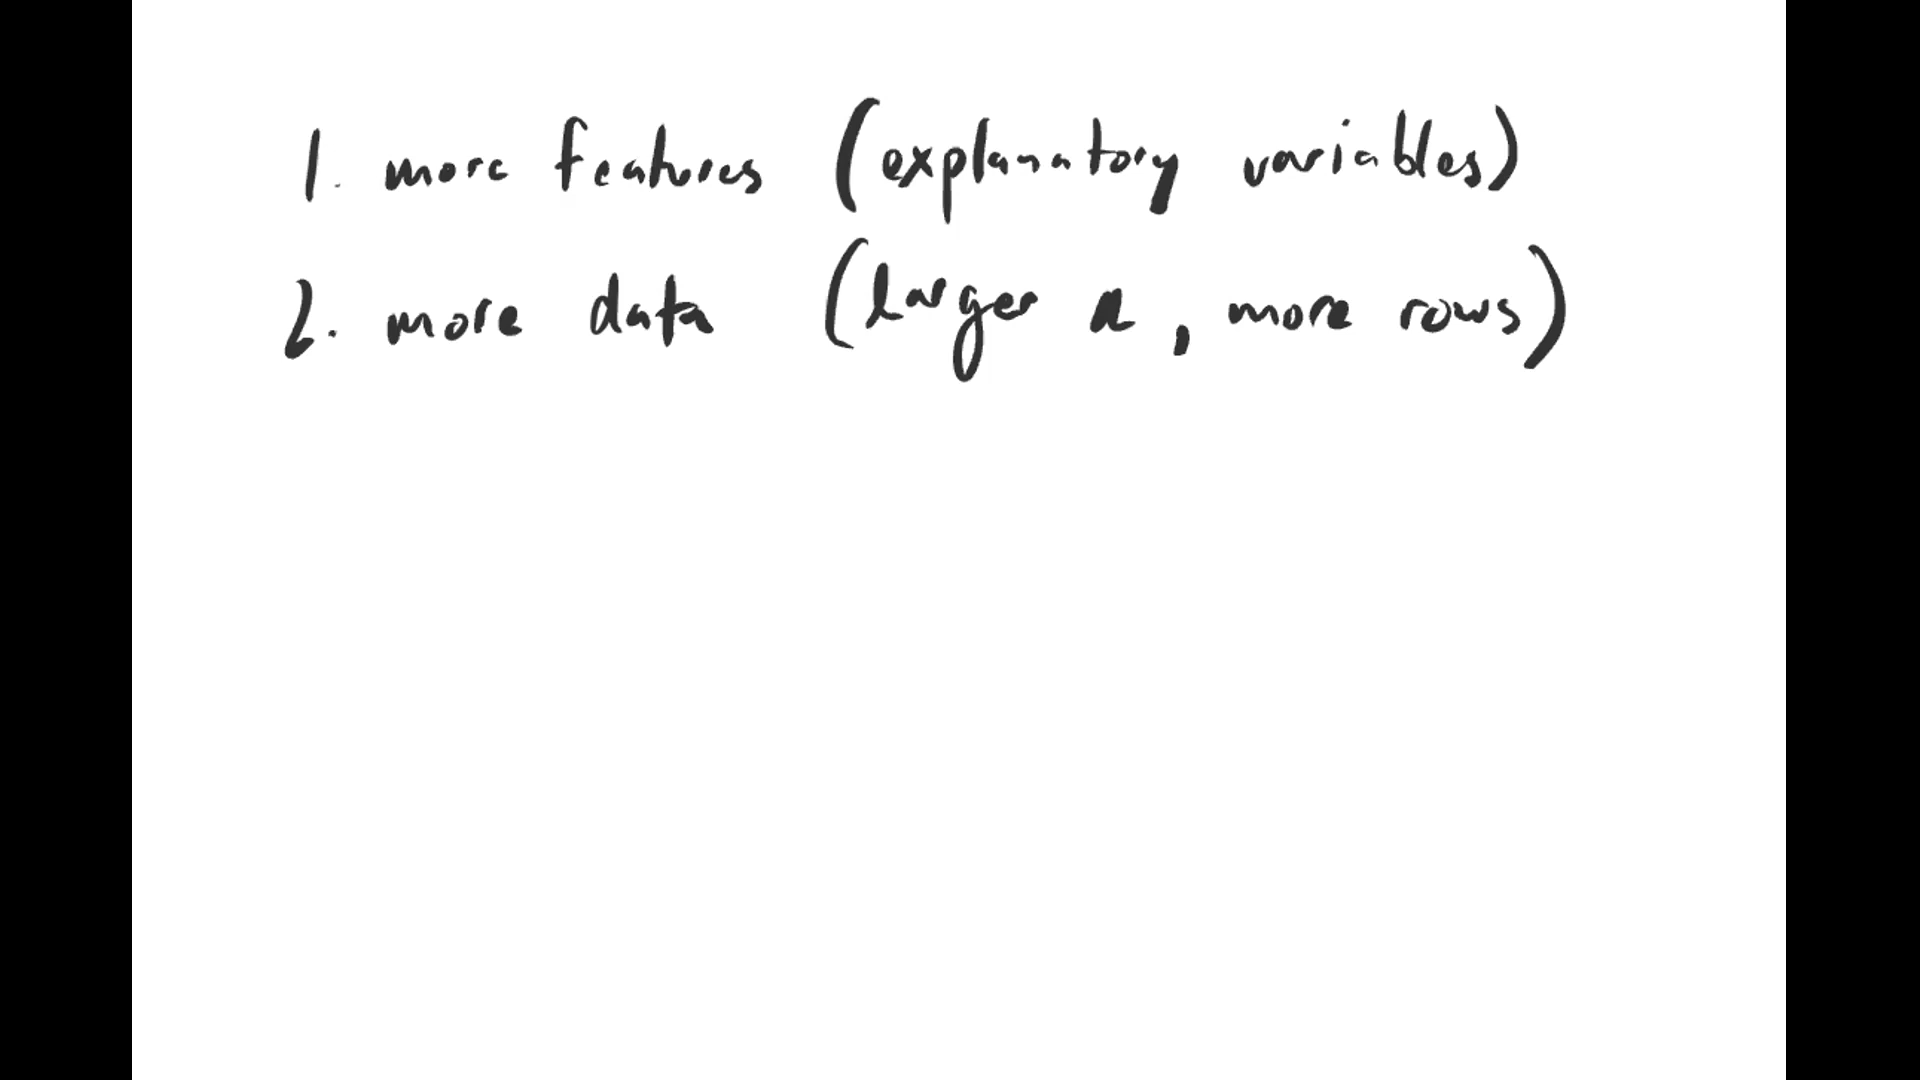 1. more features (explanatory variables)
2. more data (larger n, more rows)